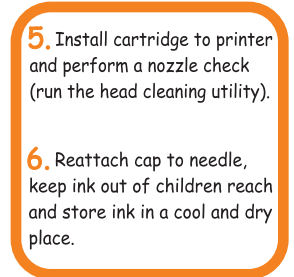 5. Install cartridge to printer
and perform a nozzle check
(run the head cleaning utility).
6. Reattach cap to needle,
keep ink out of children reach
and store ink in a cool and dry
place.